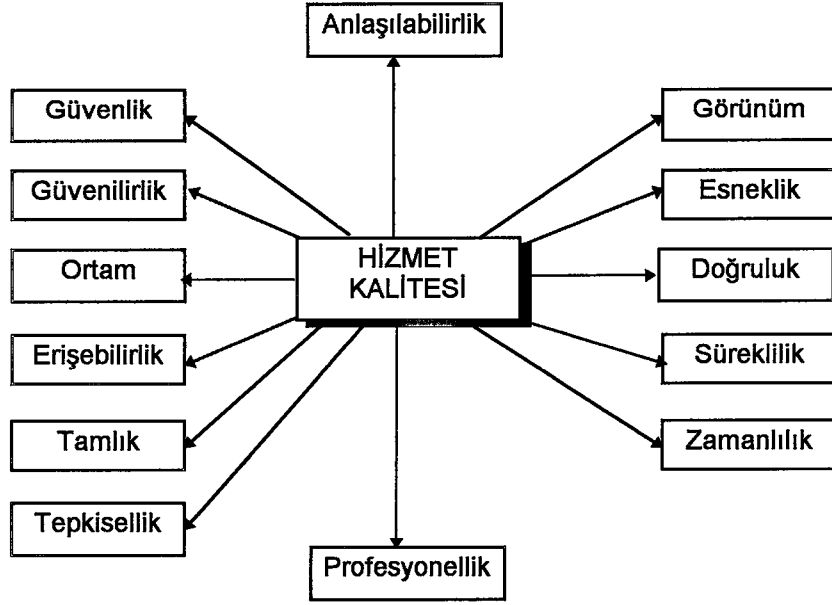 Anlaşılabilirlik
Güvenlik
Görünüm
Güvenilirlik
Esneklik
HİZMET
KALİTESİ
Ortam
Doğruluk
Erişebilirlik
Süreklilik
Tamlık
Zamanlılık
Tepkisellik
Profesyonellik